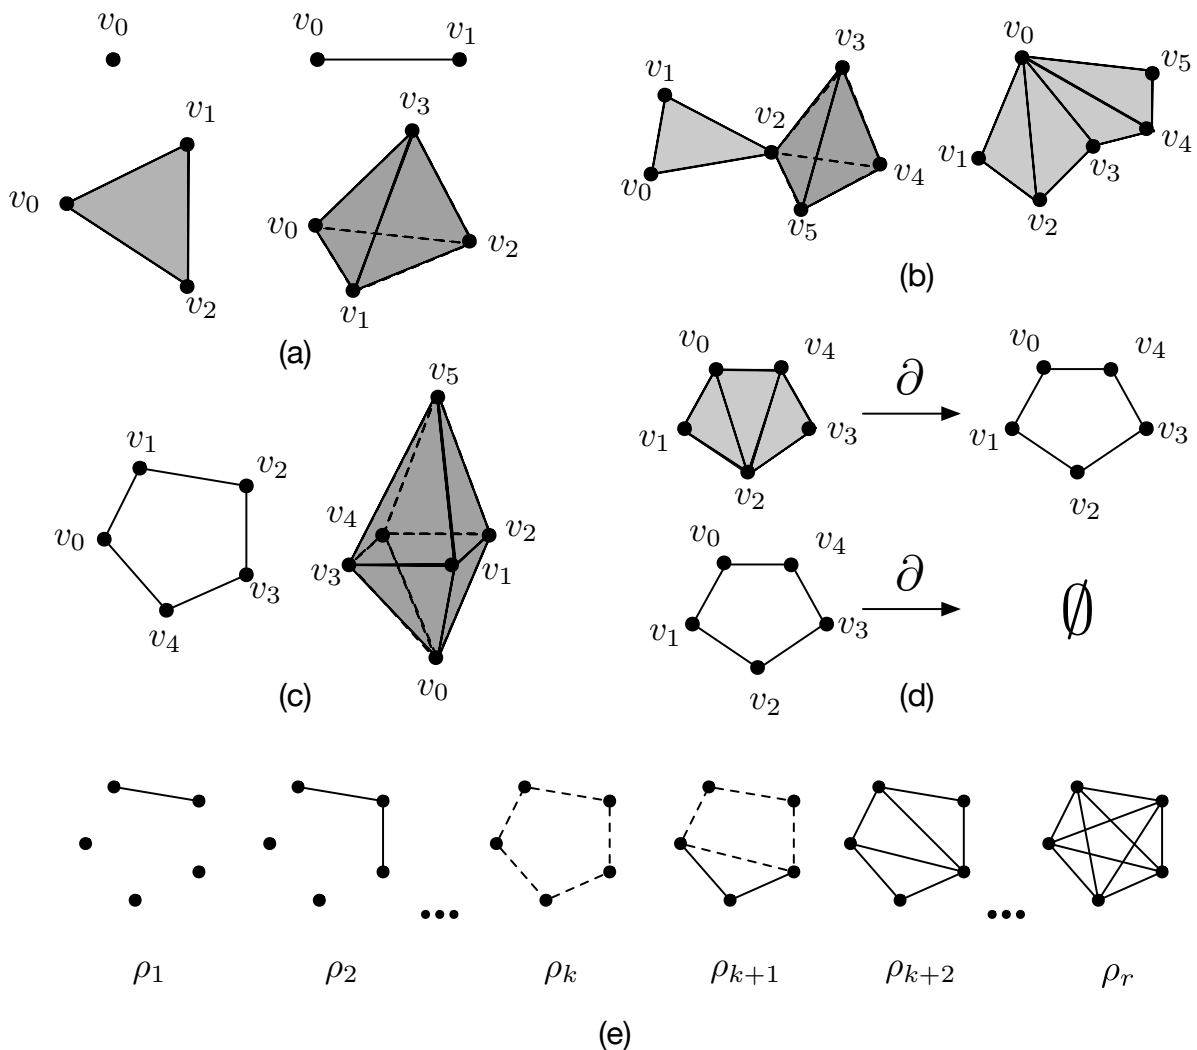 v₀ v₀ v₁
v₁ v₃
v₀ v₀ v₂
v₂ v₁
(a)
v₁ v₂ v₃
v₀ v₅ v₄
v₀ v₅
v₁ v₃ v₄
v₂
(b)
v₁ v₂
v₀ v₃
v₄
v₅
v₄ v₂
v₃ v₁
v₀
(c)
v₀ v₄ ∂ v₀ v₄
v₁ v₃ v₁ v₃
v₂ v₂
v₀ v₄ ∂
v₁ v₃ ∅
v₂
(d)
••• •••
ρ₁ ρ₂ ρₖ ρₖ₊₁ ρₖ₊₂ ρᵣ
(e)